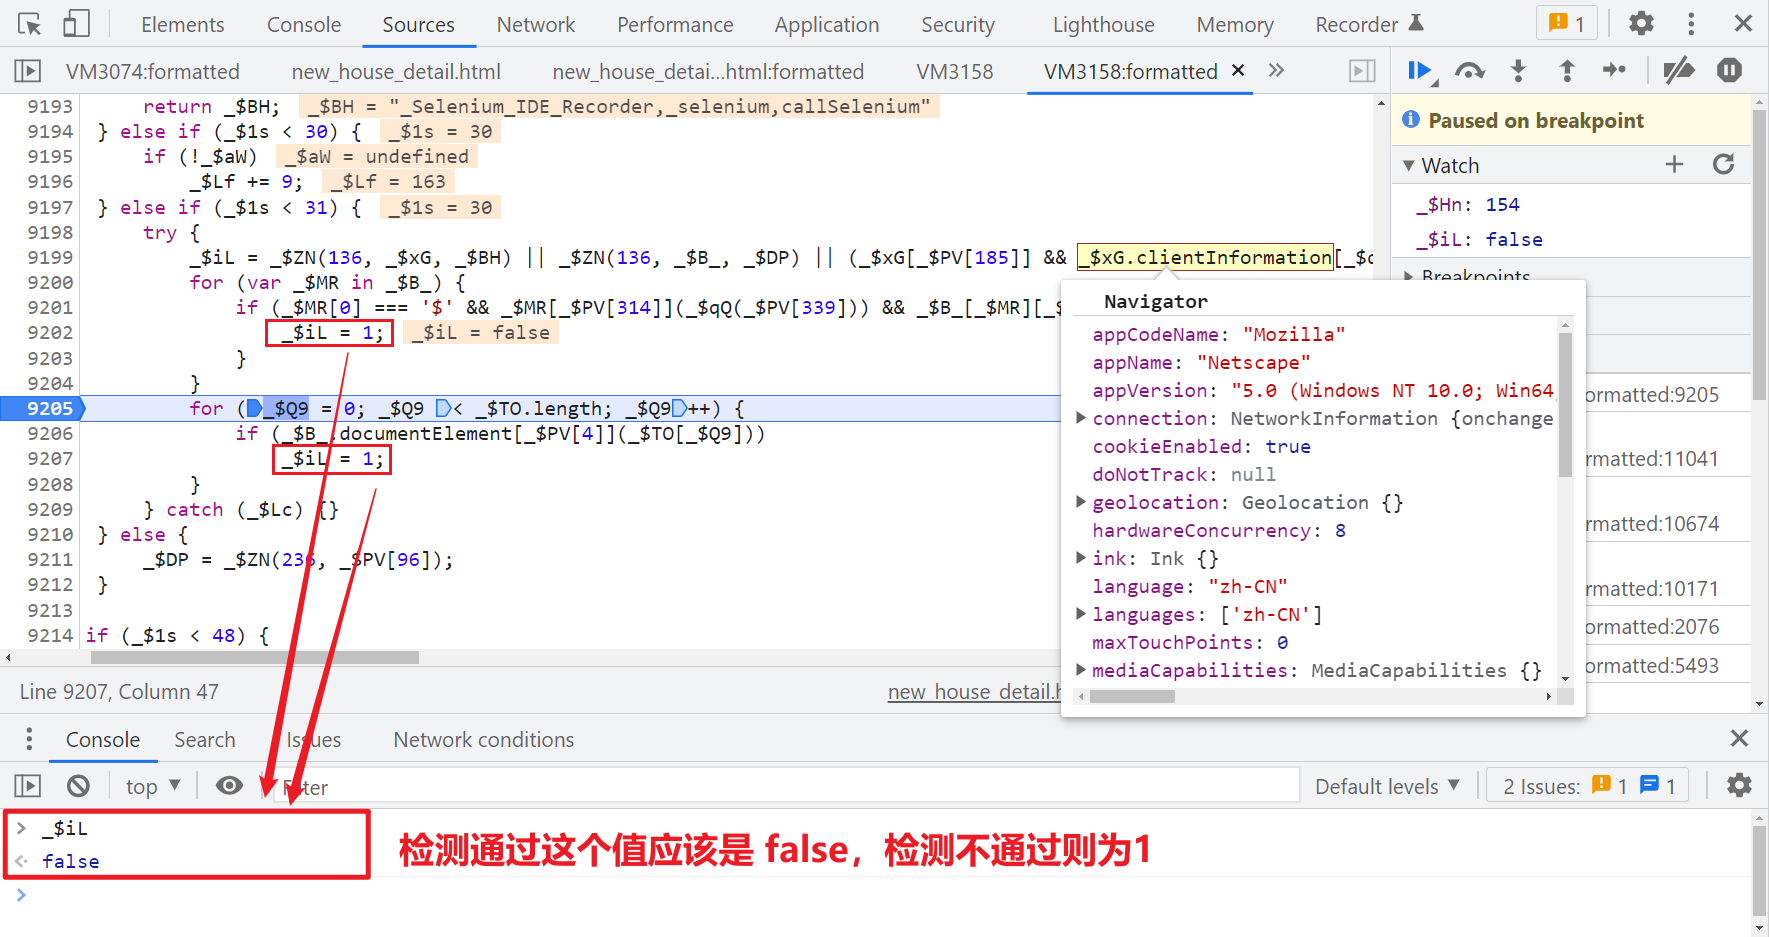 Elements Console Sources Network Performance Application Security Lighthouse Memory Recorder 1
VM3074:formatted new_house_detail.html new_house_detai...html:formatted VM3158 VM3158:formatted × »
9193 return _$BH; _$BH = "_Selenium_IDE_Recorder,_selenium,callSelenium"
9194 } else if (_$1s < 30) { _$1s = 30
9195 if (!_$aW) _$aW = undefined
9196 _$Lf += 9; _$Lf = 163
9197 } else if (_$1s < 31) { _$1s = 30
9198 try {
9199 _$iL = _$ZN(136, _$xG, _$BH) || _$ZN(136, _$B_, _$DP) || (_$xG[_$PV[185]] && _$xG.clientInformation[_$
9200 for (var _$MR in _$B_) {
9201 if (_$MR[0] === '$' && _$MR[_$PV[314]](_$qQ(_$PV[339])) && _$B_[_$MR][_$
9202 _$iL = 1; _$iL = false
9203 }
9204 }
9205 for (_$Q9 = 0; _$Q9 < _$TO.length; _$Q9++) {
9206 if (_$B_.documentElement[_$PV[4]](_$TO[_$Q9]))
9207 _$iL = 1;
9208 }
9209 } catch (_$Lc) {}
9210 } else {
9211 _$DP = _$ZN(236, _$PV[96]);
9212 }
9213
9214 if (_$1s < 48) {
Line 9207, Column 47 new_house_detail.
Paused on breakpoint
Watch
_$Hn: 154
_$iL: false
Breakpoints
Navigator
appCodeName: "Mozilla"
appName: "Netscape"
appVersion: "5.0 (Windows NT 10.0; Win64
connection: NetworkInformation {onchange
cookieEnabled: true
doNotTrack: null
geolocation: Geolocation {}
hardwareConcurrency: 8
ink: Ink {}
language: "zh-CN"
languages: ['zh-CN']
maxTouchPoints: 0
mediaCapabilities: MediaCapabilities {}
ormatted:9205
rmatted:11041
rmatted:10674
rmatted:10171
ormatted:2076
ormatted:5493
Console Search Issues Network conditions
top Filter Default levels 2 Issues: 1 1
> _$iL
false
检测通过这个值应该是 false，检测不通过则为1
>